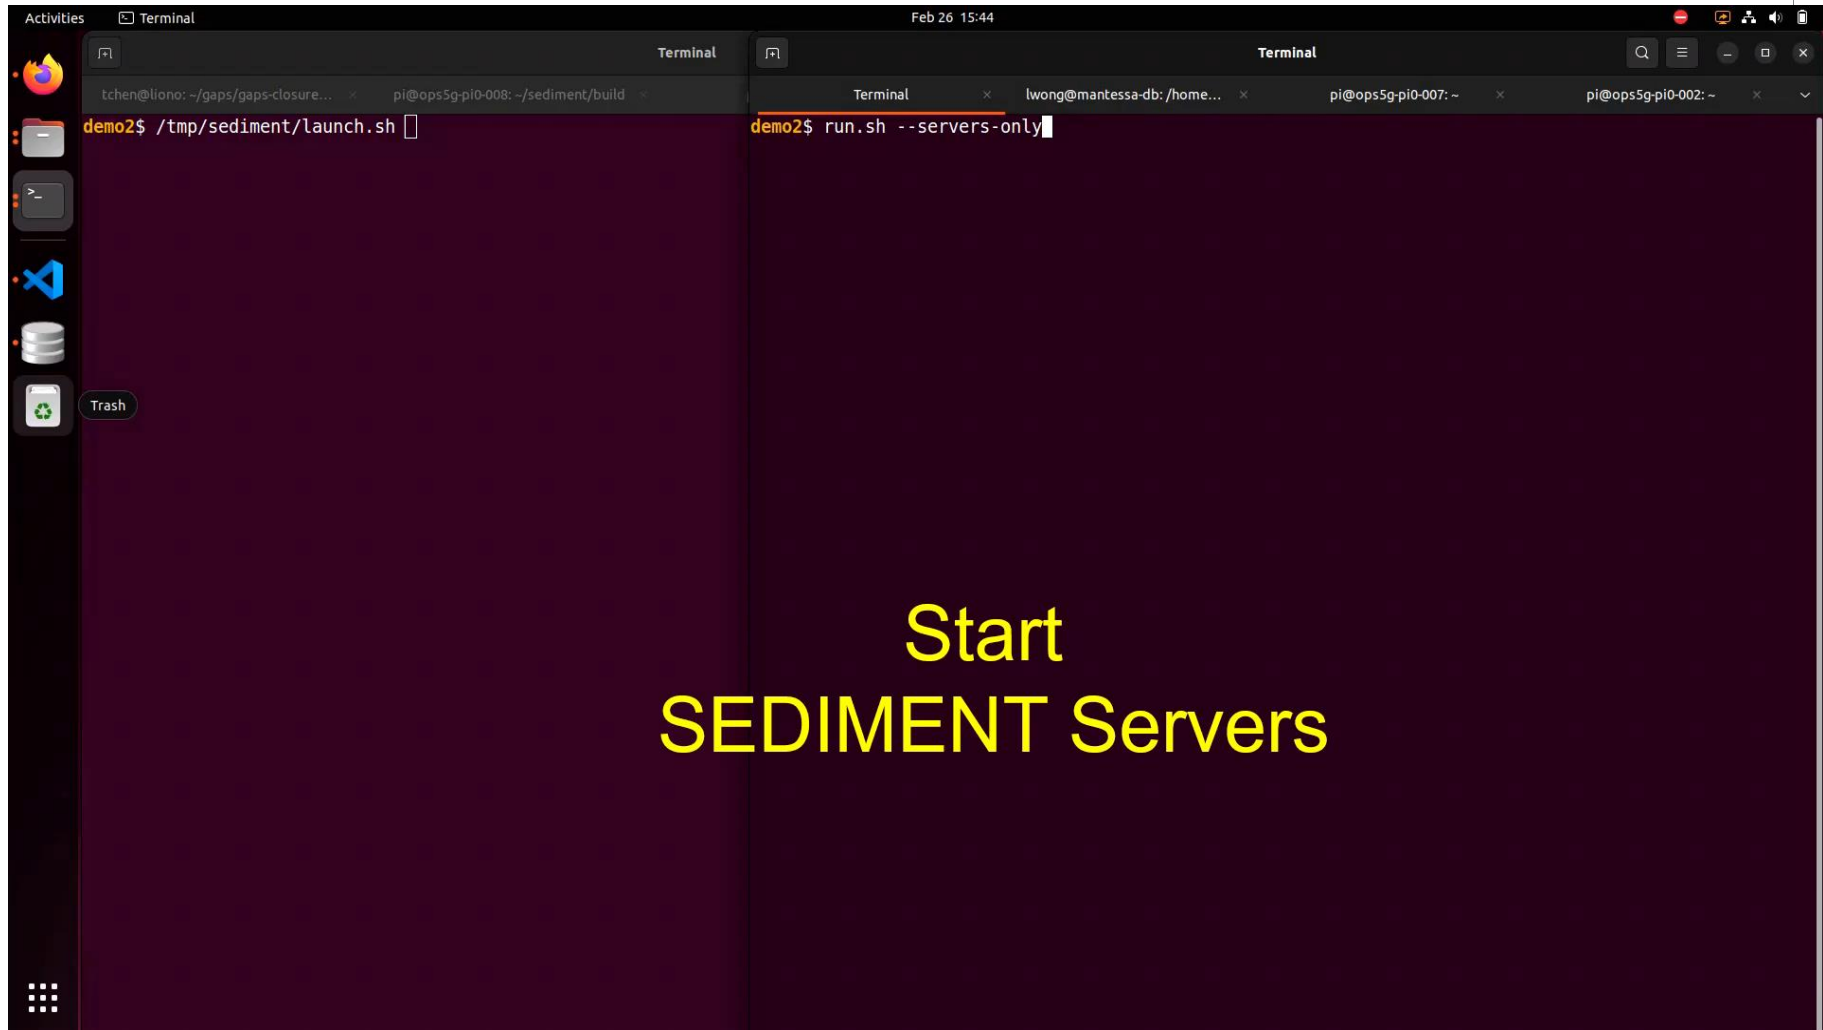 Activities Terminal Feb 26 15:44
Terminal
Terminal
tchen@liono: ~/gaps/gaps-closure... × pi@ops5g-pi0-008: ~/sediment/build ×
Terminal × lwong@mantessa-db: /home... × pi@ops5g-pi0-007: ~ × pi@ops5g-pi0-002: ~ ×
demo2$ /tmp/sediment/launch.sh
demo2$ run.sh --servers-only
Trash
Start
SEDIMENT Servers